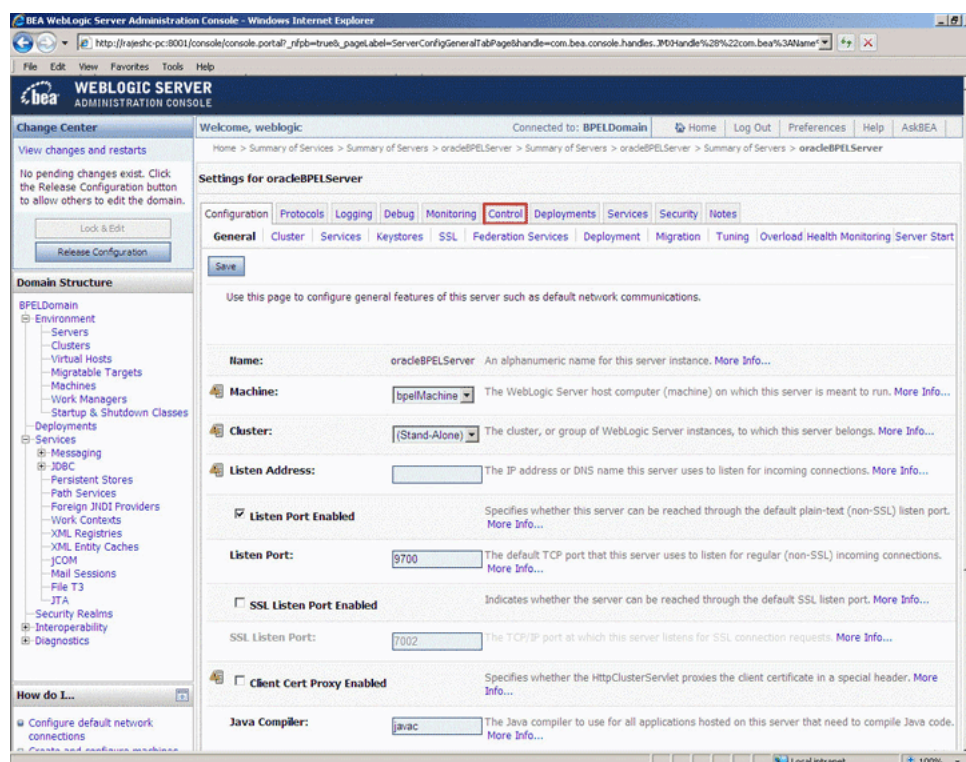 BEA WebLogic Server Administration Console - Windows Internet Explorer
http://rajeshc-pc:7001/console/console.portal?_nfpb=true&_pageLabel=ServerConfigGeneralTabPage&handle=com.bea.console.handles.JMXHandle%28%22com.bea%3AName
File Edit View Favorites Tools Help
bea WEBLOGIC SERVER
ADMINISTRATION CONSOLE
Change Center
View changes and restarts
No pending changes exist. Click
the Release Configuration button
to allow others to edit the domain.
Lock & Edit
Release Configuration
Domain Structure
BPELDomain
Environment
Servers
Clusters
Virtual Hosts
Migratable Targets
Machines
Work Managers
Startup & Shutdown Classes
Deployments
Services
Messaging
JDBC
Persistent Stores
Path Services
Foreign JNDI Providers
Work Contexts
XML Registries
XML Entity Caches
jCOM
Mail Sessions
File T3
JTA
Security Realms
Interoperability
Diagnostics
How do I...
Configure default network
connections
Create and configure machines
Welcome, weblogic
Connected to: BPELDomain
Home Log Out Preferences Help AskBEA
Home > Summary of Services > Summary of Servers > oracleBPELServer > Summary of Servers > oracleBPELServer > Summary of Servers > oracleBPELServer
Settings for oracleBPELServer
Configuration Protocols Logging Debug Monitoring Control Deployments Services Security Notes
General Cluster Services Keystores SSL Federation Services Deployment Migration Tuning Overload Health Monitoring Server Start
Save
Use this page to configure general features of this server such as default network communications.
Name: oracleBPELServer An alphanumeric name for this server instance. More Info...
Machine: bpelMachine The WebLogic Server host computer (machine) on which this server is meant to run. More Info...
Cluster: (Stand-Alone) The cluster, or group of WebLogic Server instances, to which this server belongs. More Info...
Listen Address: The IP address or DNS name this server uses to listen for incoming connections. More Info...
Listen Port Enabled Specifies whether this server can be reached through the default plain-text (non-SSL) listen port.
More Info...
Listen Port: 9700 The default TCP port that this server uses to listen for regular (non-SSL) incoming connections.
More Info...
SSL Listen Port Enabled Indicates whether the server can be reached through the default SSL listen port. More Info...
SSL Listen Port: 7002 The TCP/IP port at which this server listens for SSL connection requests. More Info...
Client Cert Proxy Enabled Specifies whether the HttpClusterServlet proxies the client certificate in a special header. More
Info...
Java Compiler: javac The Java compiler to use for all applications hosted on this server that need to compile Java code.
More Info...
Local intranet 100%